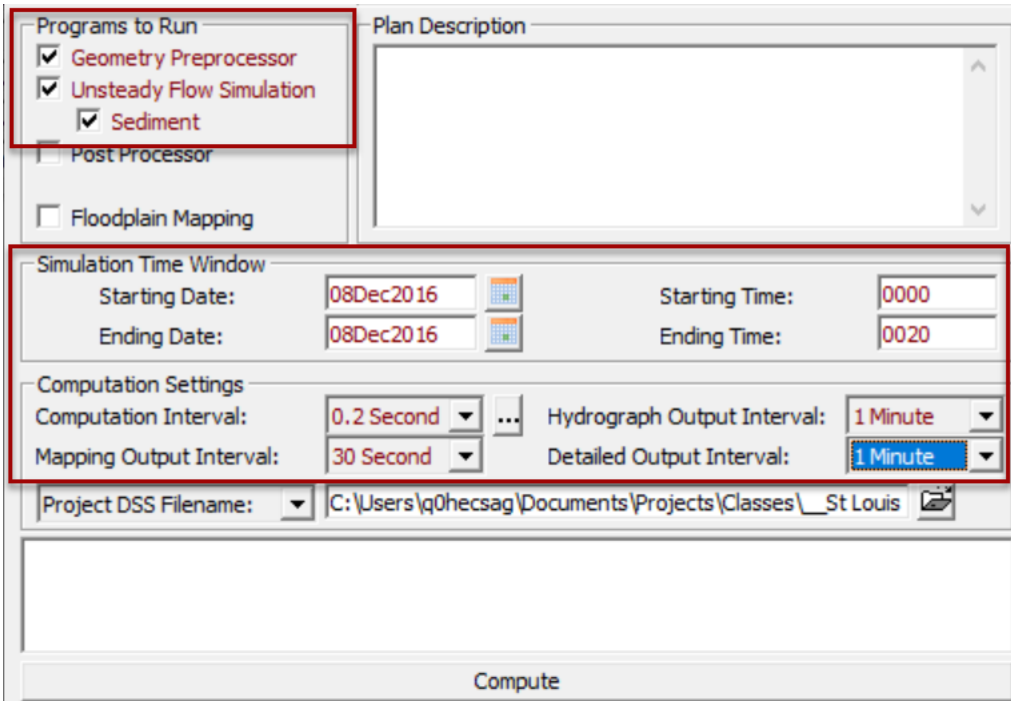 Programs to Run
Plan Description
Geometry Preprocessor
Unsteady Flow Simulation
Sediment
Post Processor
Floodplain Mapping
Simulation Time Window
Starting Date: 08Dec2016 Starting Time: 0000
Ending Date: 08Dec2016 Ending Time: 0020
Computation Settings
Computation Interval: 0.2 Second ... Hydrograph Output Interval: 1 Minute
Mapping Output Interval: 30 Second Detailed Output Interval: 1 Minute
Project DSS Filename: C:\Users\q0hecsag\Documents\Projects\Classes\__St Louis
Compute